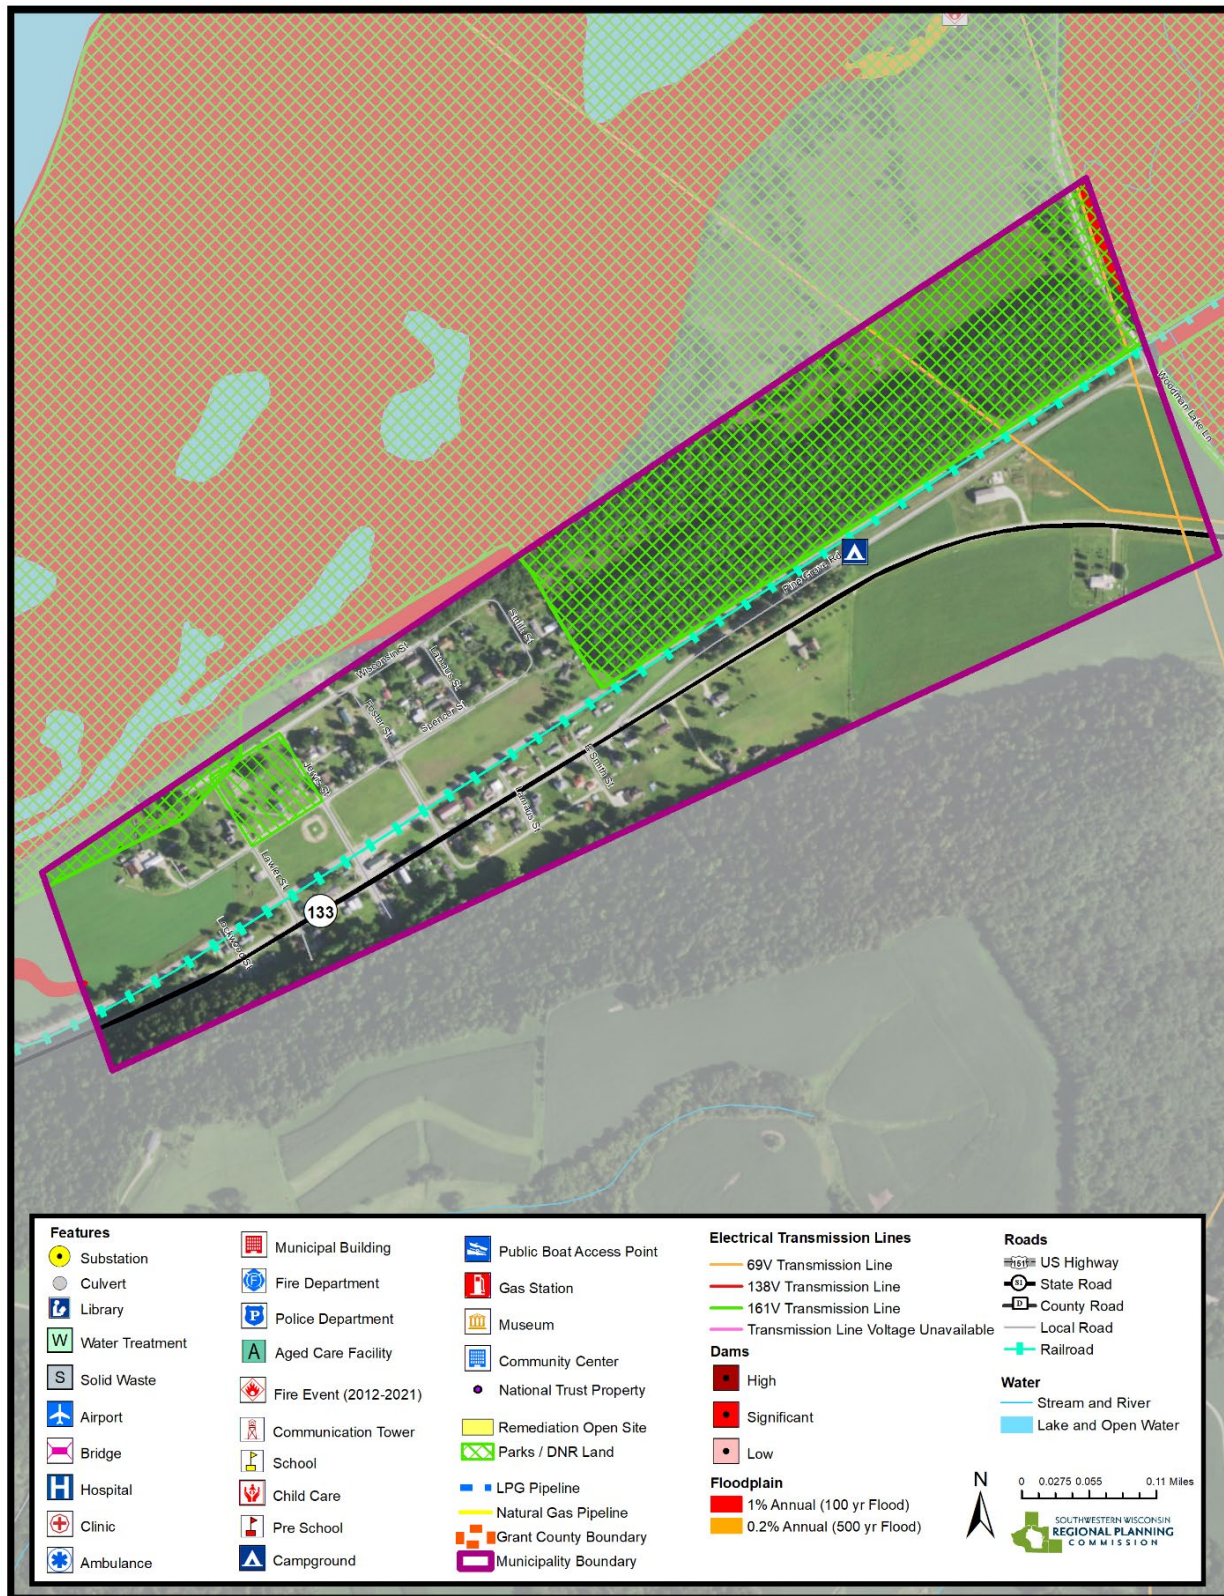 Woodman Lake Ln
Pine Grove Rd
Smith St
Wisconsin St
Lannaus St
Foster St
Spencer S
E Smith St
Jarvis St
Lannaus St
Lawler St
133
Lockwood St
Features
Substation
Culvert
Library
W Water Treatment
S Solid Waste
Airport
Bridge
H Hospital
Clinic
Ambulance
Municipal Building
F Fire Department
P Police Department
A Aged Care Facility
Fire Event (2012-2021)
Communication Tower
School
Child Care
Pre School
Campground
Public Boat Access Point
Gas Station
Museum
Community Center
National Trust Property
Remediation Open Site
Parks / DNR Land
LPG Pipeline
Natural Gas Pipeline
Grant County Boundary
Municipality Boundary
Electrical Transmission Lines
69V Transmission Line
138V Transmission Line
161V Transmission Line
Transmission Line Voltage Unavailable
Dams
High
Significant
Low
Floodplain
1% Annual (100 yr Flood)
0.2% Annual (500 yr Flood)
Roads
151 US Highway
81 State Road
D County Road
Local Road
Railroad
Water
Stream and River
Lake and Open Water
N
0 0.0275 0.055 0.11 Miles
SOUTHWESTERN WISCONSIN
REGIONAL PLANNING
COMMISSION